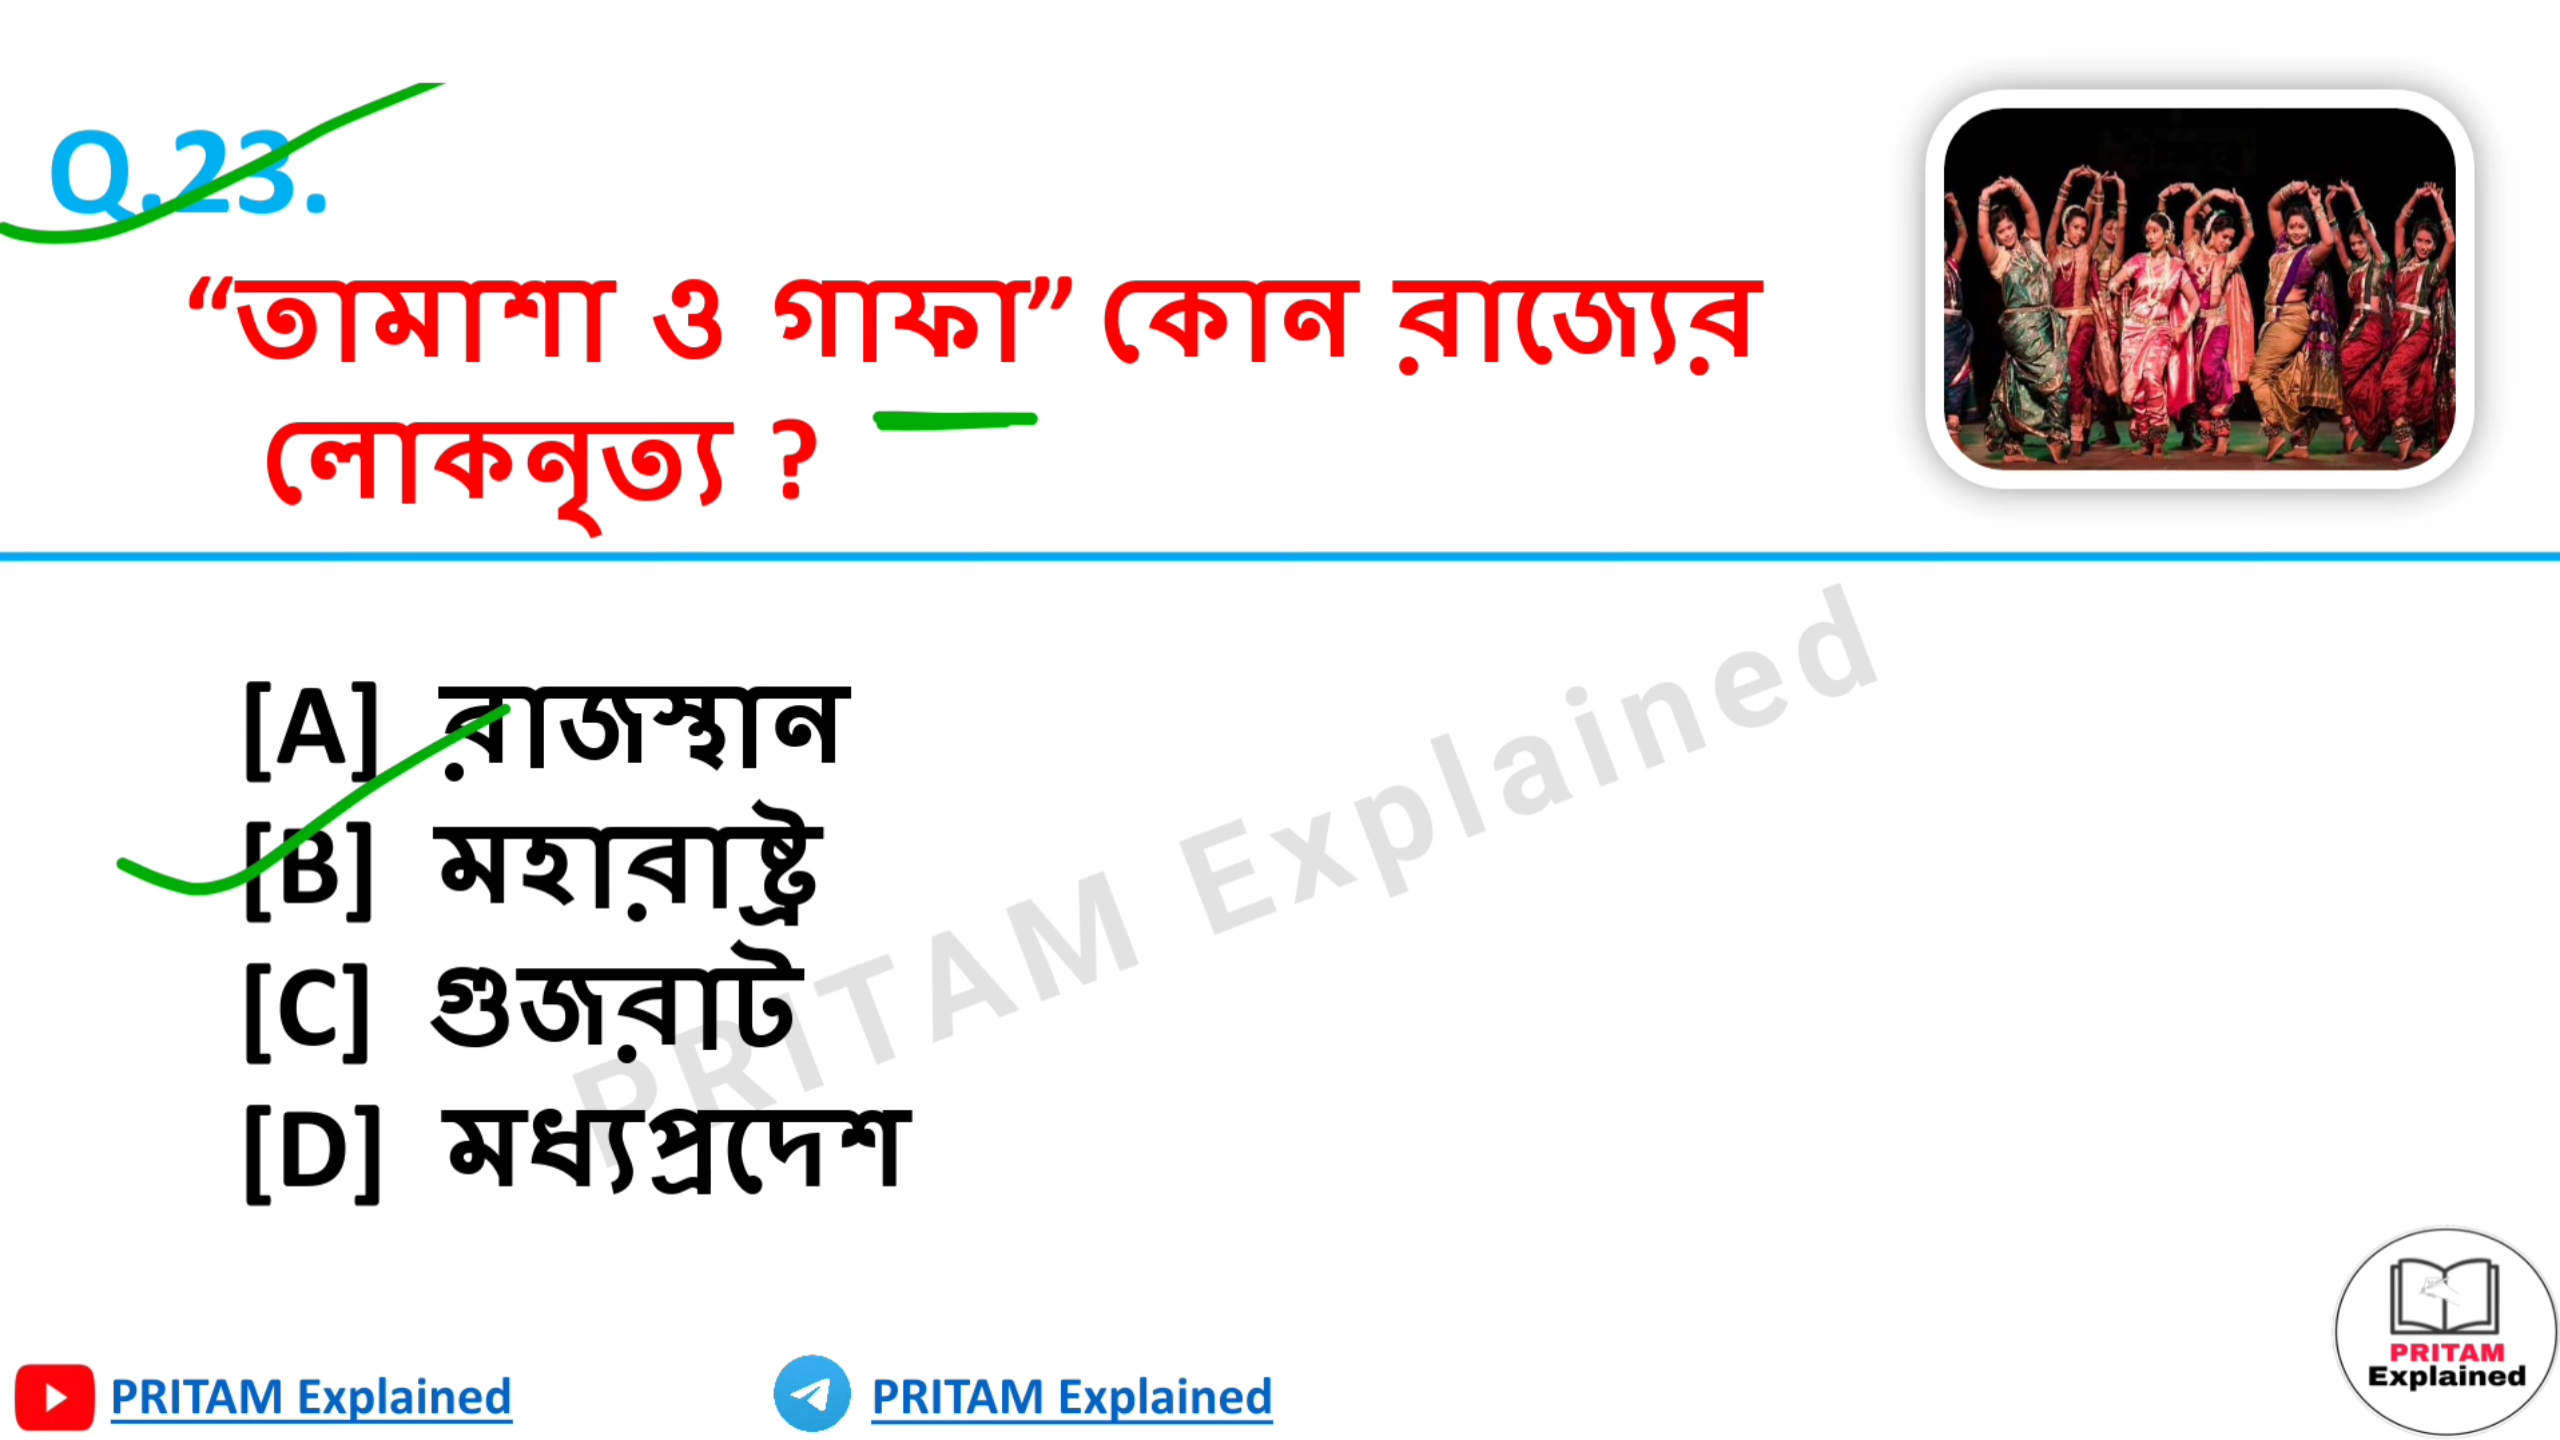 Q.23.
“তামাশা ও গাফা” কোন রাজ্যের
লোকনৃত্য ?
[A] রাজস্থান
[B] মহারাষ্ট্র
[C] গুজরাট
[D] মধ্যপ্রদেশ
PRITAM Explained
PRITAM Explained
PRITAM Explained
PRITAM
Explained